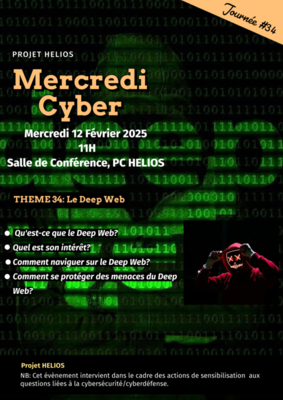 Journée #34
PROJET HELIOS
Mercredi
Cyber
Mercredi 12 Février 2025
11H
Salle de Conférence, PC HELIOS
THEME 34: Le Deep Web
Qu'est-ce que le Deep Web?
Quel est son intérêt?
Comment naviguer sur le Deep Web?
Comment se protéger des menaces du Deep
Web?
Projet HELIOS
NB: Cet évènement intervient dans le cadre des actions de sensibilisation aux
questions liées à la cybersécurité/cyberdéfense.